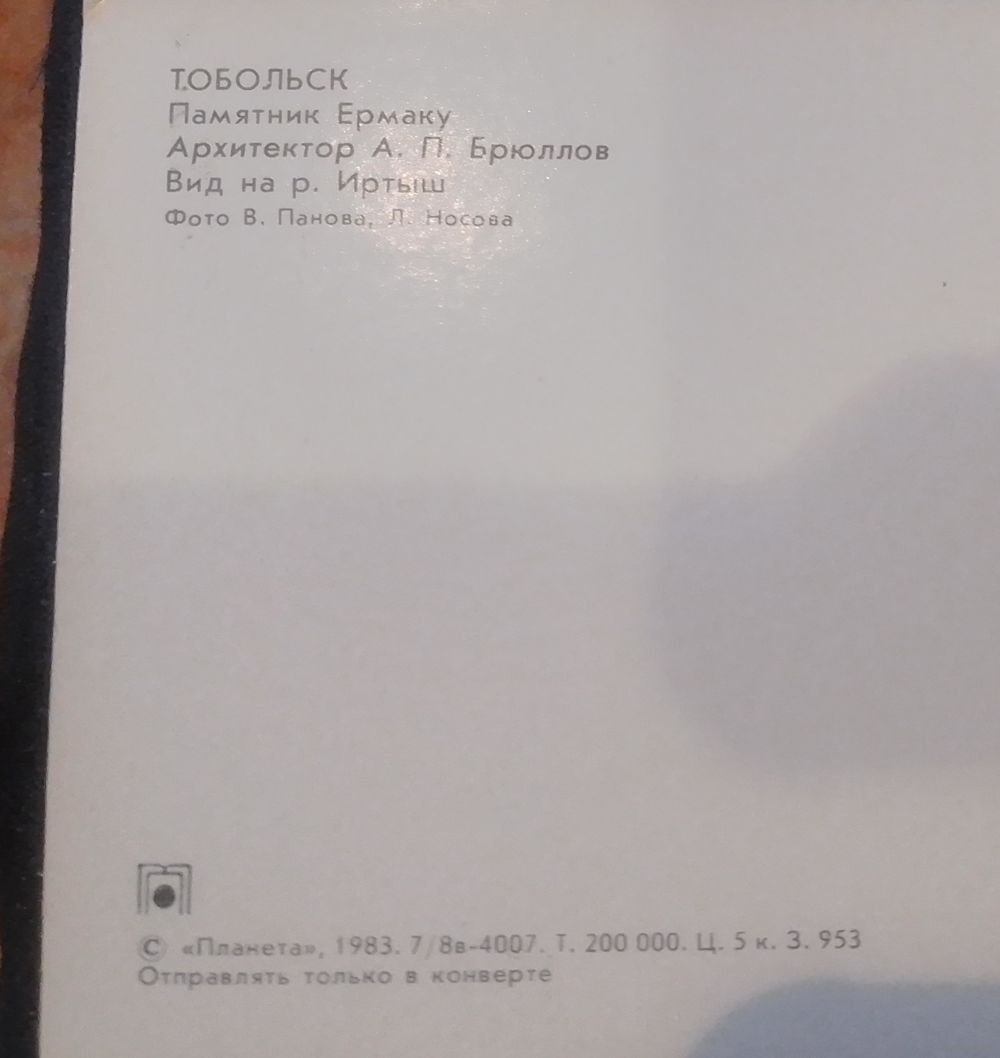 ТОБОЛЬСК
Памятник Ермаку
Архитектор А. П. Брюллов
Вид на р. Иртыш
Фото В. Панова, Л. Носова
© «Планета», 1983. 7/8в-4007. Т. 200 000. Ц. 5 к. З. 953
Отправлять только в конверте